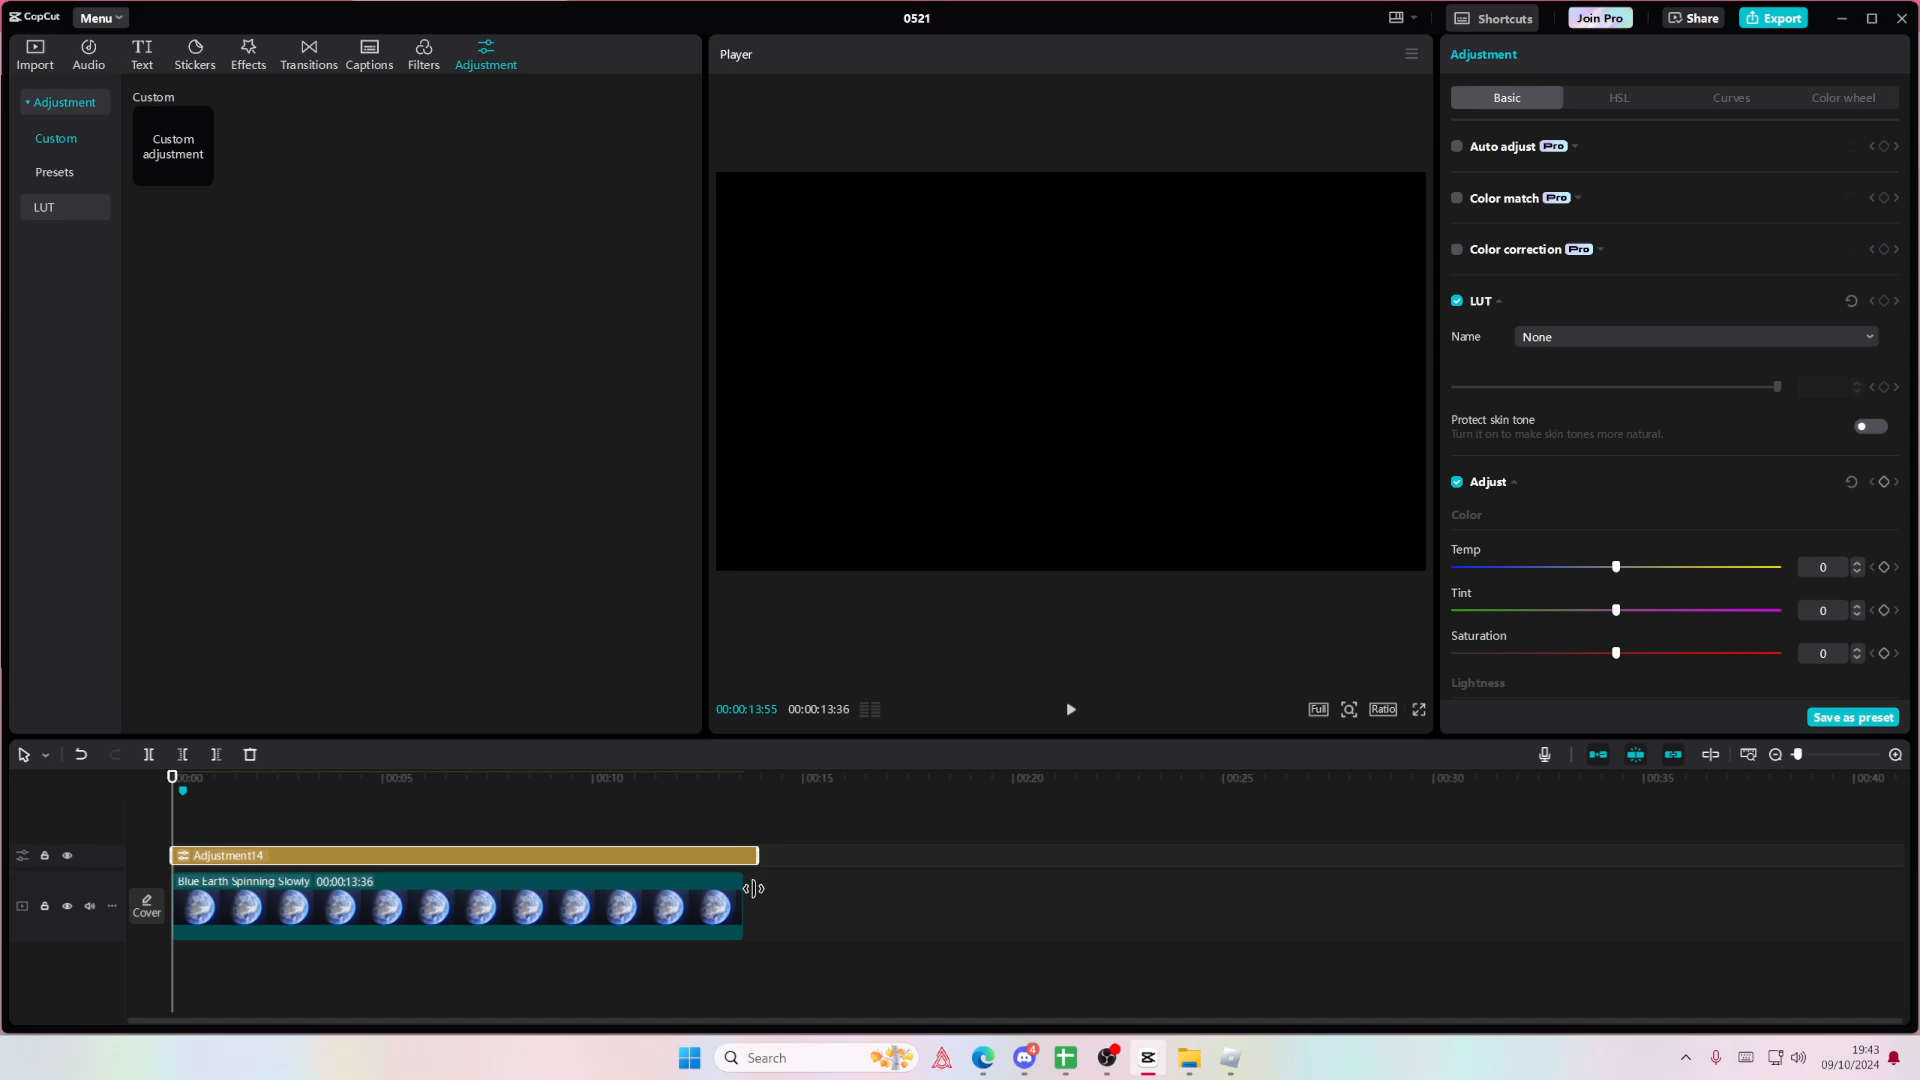 CapCut
Menu
0521
Shortcuts
Join Pro
Share
Export
Import
Audio
Text
Stickers
Effects
Transitions
Captions
Filters
Adjustment
Player
Adjustment
Adjustment
Custom
Presets
LUT
Custom
Custom
adjustment
Basic
HSL
Curves
Color wheel
Auto adjust Pro
Color match Pro
Color correction Pro
LUT
Name
None
Protect skin tone
Turn it on to make skin tones more natural.
Adjust
Color
Temp
0
Tint
0
Saturation
0
Lightness
Save as preset
00:00:13:55
00:00:13:36
Full
Ratio
00:00
00:05
00:10
00:15
00:20
00:25
00:30
00:35
00:40
Adjustment14
Blue Earth Spinning Slowly 00:00:13:36
Cover
Search
4
19:43
09/10/2024